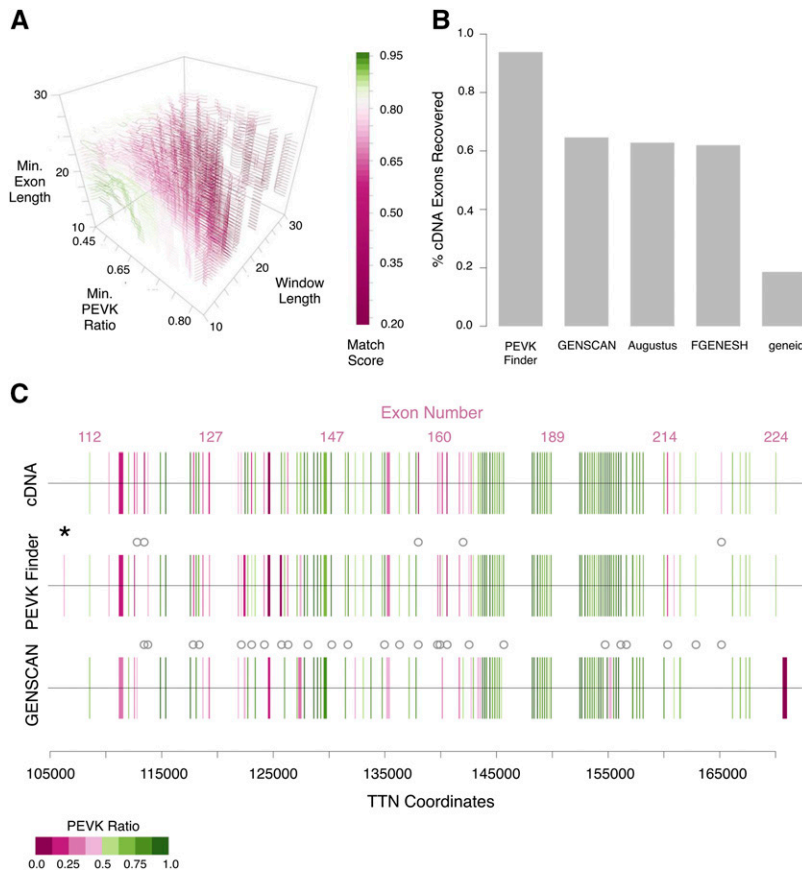 A
30
Min.
Exon
Length
20
10
0.45
0.65
Min.
PEVK
Ratio
0.80
10
20
30
Window
Length
0.95
0.80
0.65
0.50
0.35
0.20
Match
Score
B
% cDNA Exons Recovered
1.0
0.8
0.6
0.4
0.2
0.0
PEVK
Finder
GENSCAN
Augustus
FGENESH
geneid
C
Exon Number
112 127 147 160 189 214 224
cDNA
*
PEVK Finder
GENSCAN
105000 115000 125000 135000 145000 155000 165000
TTN Coordinates
PEVK Ratio
0.0 0.25 0.5 0.75 1.0